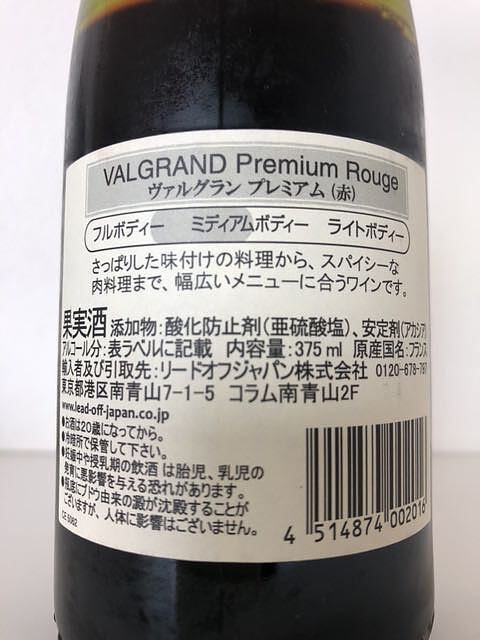 VALGRAND Premium Rouge
ヴァルグラン プレミアム (赤)
フルボディー ミディアムボディー ライトボディー
さっぱりした味付けの料理から、スパイシーな
肉料理まで、幅広いメニューに合うワインです。
果実酒 添加物:酸化防止剤(亜硫酸塩)、安定剤(アカシア)
アルコール分:表ラベルに記載 内容量:375ml 原産国名:フランス
輸入者及び引取先:リードオフジャパン株式会社 0120-678-797
東京都港区南青山7-1-5 コラム南青山2F
www.lead-off-japan.co.jp
●お酒は20歳になってから。
●冷暗所で保管して下さい。
●妊娠中や授乳期の飲酒は胎児、乳児の
発育に悪影響を与える恐れがあります。
●瓶底にブドウ由来の澱が沈殿することが
ございますが、人体に影響はございません。
CE 5062
4 514874 002016